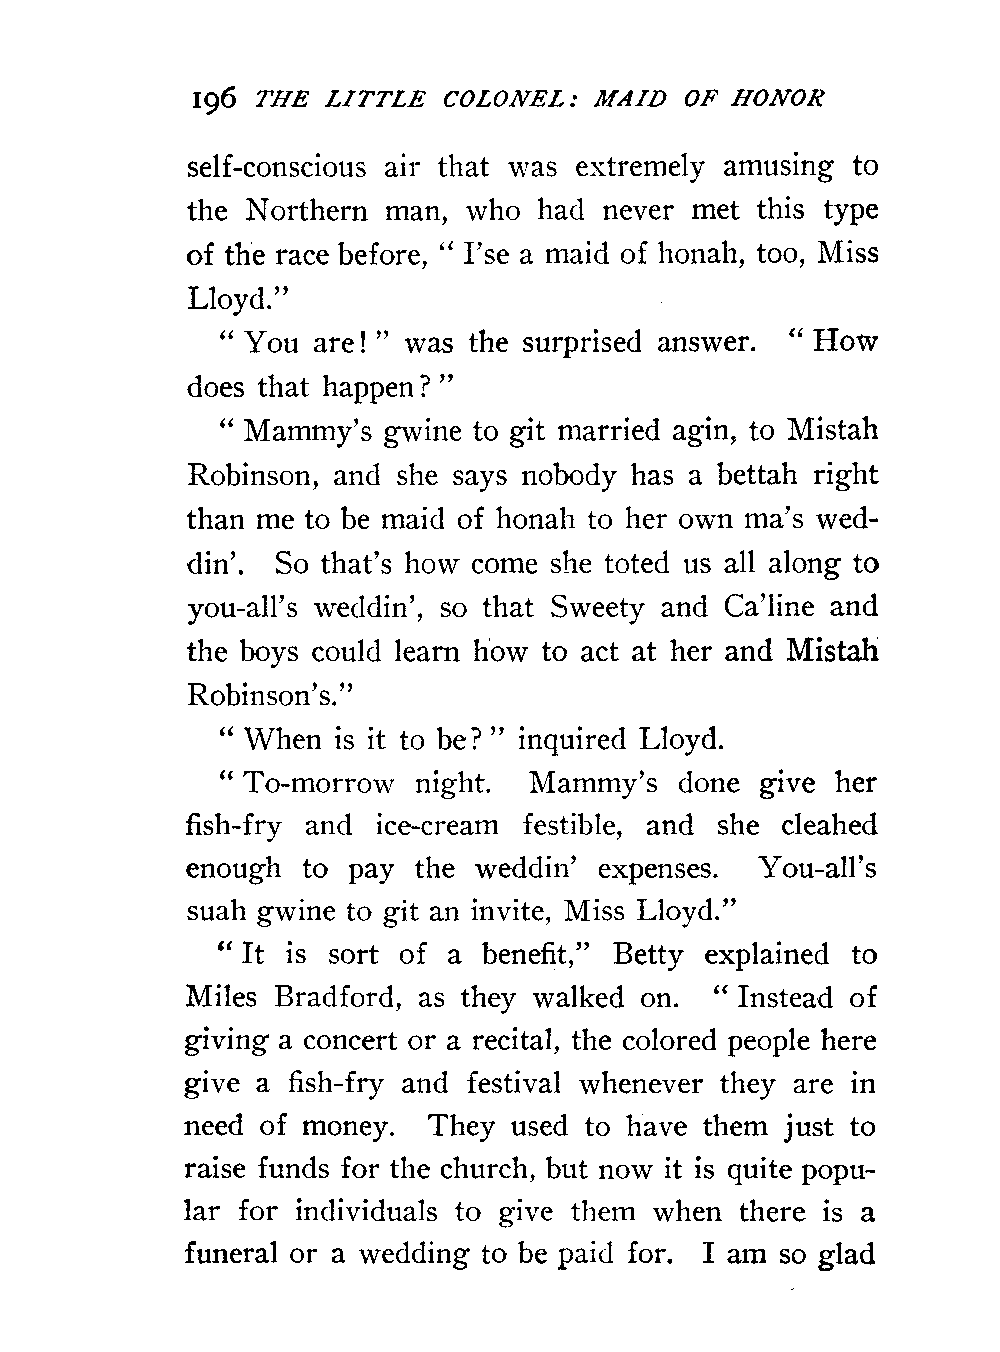 196 THE LITTLE COLONEL: MAID OF HONOR
self-conscious air that was extremely amusing to
the Northern man, who had never met this type
of the race before, “ I’se a maid of honah, too, Miss
Lloyd.”
“ You are! ” was the surprised answer. “ How
does that happen? ”
“ Mammy’s gwine to git married agin, to Mistah
Robinson, and she says nobody has a bettah right
than me to be maid of honah to her own ma’s wed-
din’. So that’s how come she toted us all along to
you-all’s weddin’, so that Sweety and Ca’line and
the boys could learn how to act at her and Mistah
Robinson’s.”
“ When is it to be? ” inquired Lloyd.
“ To-morrow night. Mammy’s done give her
fish-fry and ice-cream festible, and she cleahed
enough to pay the weddin’ expenses. You-all’s
suah gwine to git an invite, Miss Lloyd.”
“ It is sort of a benefit,” Betty explained to
Miles Bradford, as they walked on. “ Instead of
giving a concert or a recital, the colored people here
give a fish-fry and festival whenever they are in
need of money. They used to have them just to
raise funds for the church, but now it is quite popu-
lar for individuals to give them when there is a
funeral or a wedding to be paid for. I am so glad